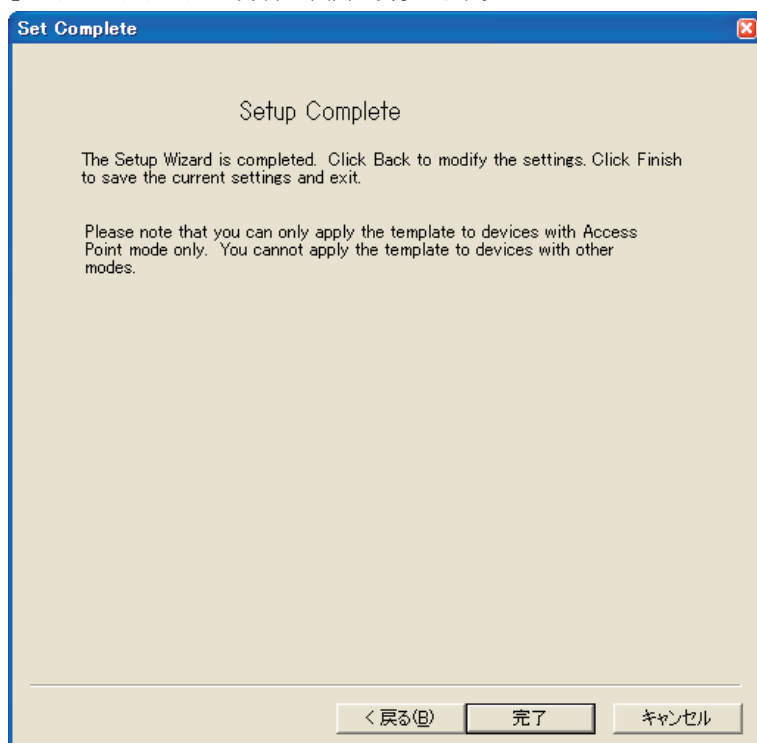 Set Complete
Setup Complete
The Setup Wizard is completed. Click Back to modify the settings. Click Finish
to save the current settings and exit.
Please note that you can only apply the template to devices with Access
Point mode only. You cannot apply the template to devices with other
modes.
< 戻る(B) 完了 キャンセル